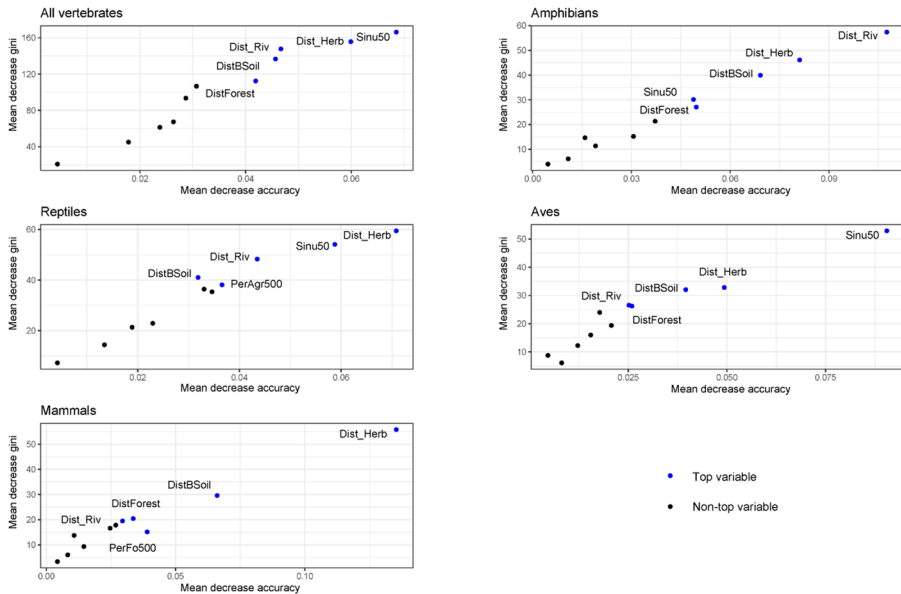 All vertebrates
Mean decrease gini
160
120
80
40
Dist_Riv
Dist_Herb
Sinu50
DistBSoil
DistForest
0.02
0.04
0.06
Mean decrease accuracy
Amphibians
Mean decrease gini
60
50
40
30
20
10
Dist_Riv
Dist_Herb
DistBSoil
Sinu50
DistForest
0.00
0.03
0.06
0.09
Mean decrease accuracy
Reptiles
Mean decrease gini
60
40
20
Dist_Herb
Sinu50
Dist_Riv
DistBSoil
PerAgr500
0.02
0.04
0.06
Mean decrease accuracy
Aves
Mean decrease gini
50
40
30
20
10
Sinu50
Dist_Herb
DistBSoil
Dist_Riv
DistForest
0.025
0.050
0.075
Mean decrease accuracy
Mammals
Mean decrease gini
50
40
30
20
10
Dist_Herb
DistBSoil
DistForest
Dist_Riv
PerFo500
0.00
0.05
0.10
Mean decrease accuracy
Top variable
Non-top variable